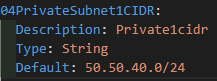 04PrivateSubnet1CIDR:
  Description: Private1cidr
  Type: String
  Default: 50.50.40.0/24